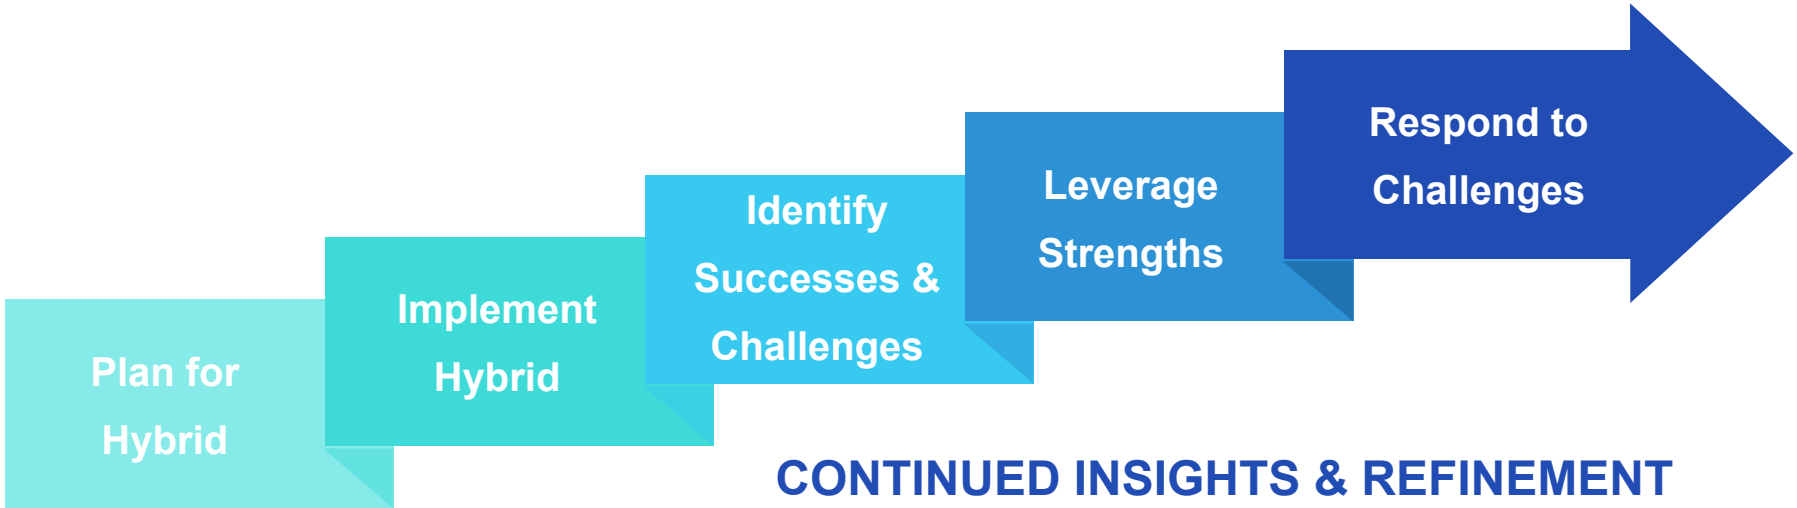 Plan for
Hybrid
Implement
Hybrid
Identify
Successes &
Challenges
Leverage
Strengths
Respond to
Challenges
CONTINUED INSIGHTS & REFINEMENT